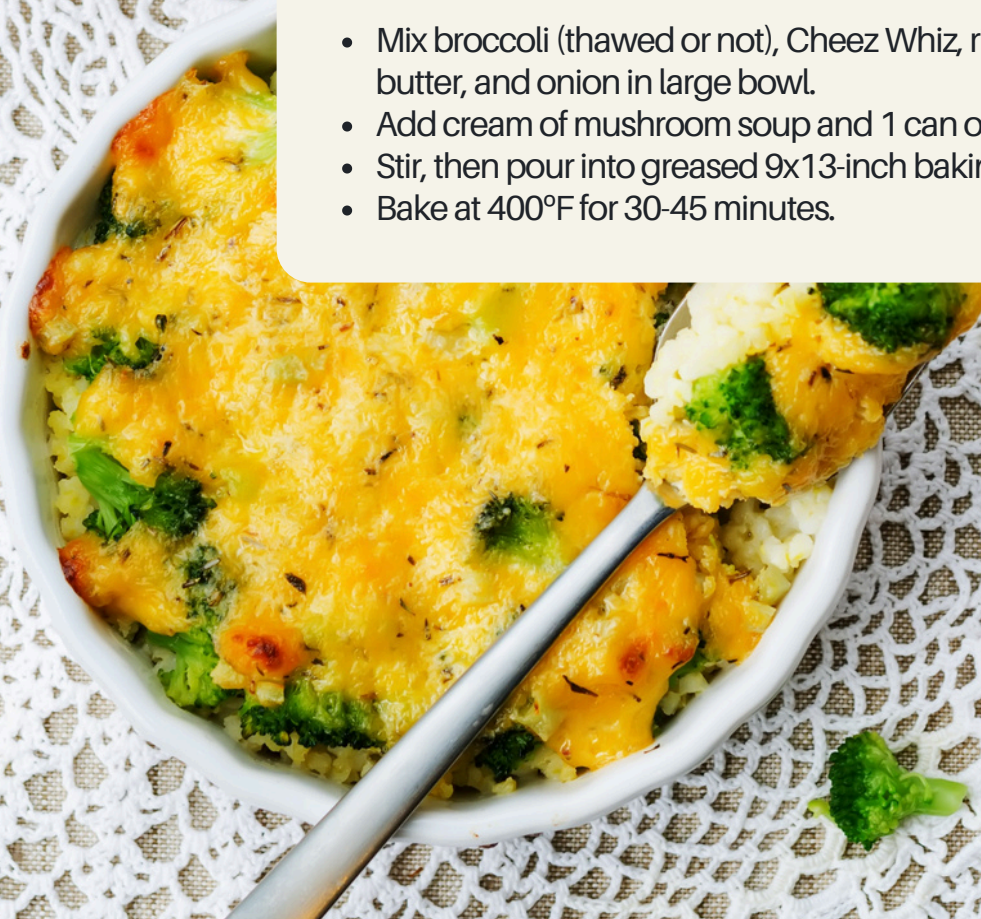 • Mix broccoli (thawed or not), Cheez Whiz,
butter, and onion in large bowl.
• Add cream of mushroom soup and 1 can
• Stir, then pour into greased 9x13-inch
• Bake at 400°F for 30-45 minutes.